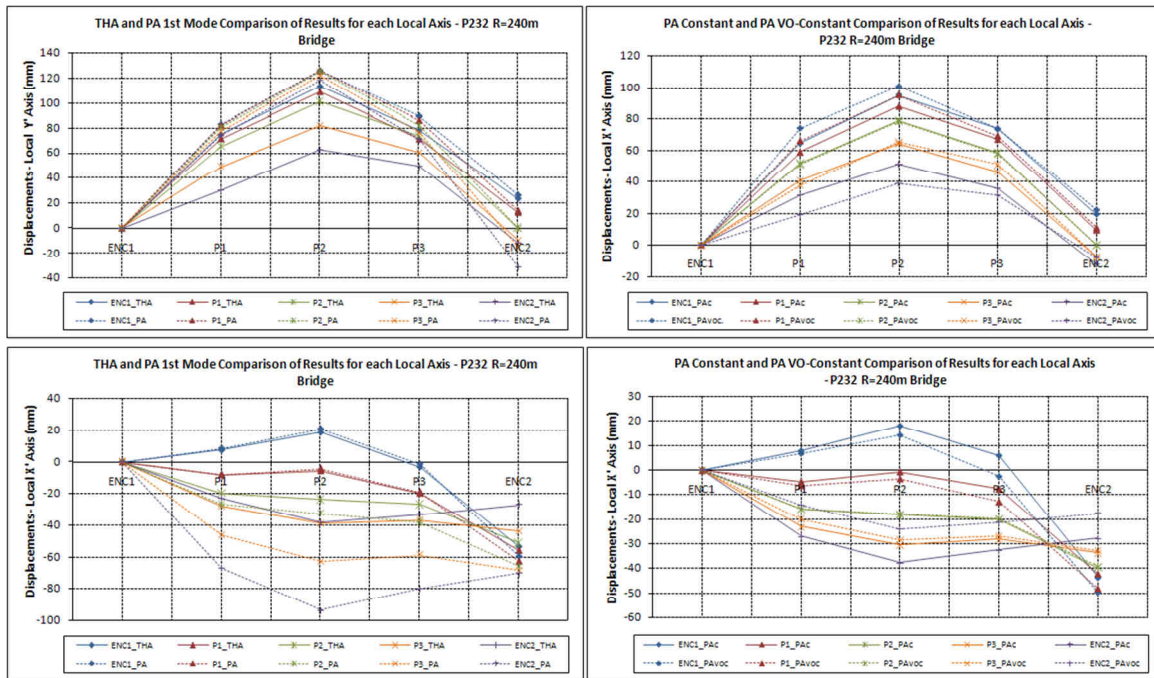 THA and PA 1st Mode Comparison of Results for each Local Axis - P232 R=240m
Bridge
Displacements- Local Y' Axis (mm)
140
120
100
80
60
40
20
0
-20
-40
ENC1
P1
P2
P3
ENC2
ENC1_THA
P1_THA
P2_THA
P3_THA
ENC2_THA
ENC1_PA
P1_PA
P2_PA
P3_PA
ENC2_PA
PA Constant and PA VO-Constant Comparison of Results for each Local Axis -
P232 R=240m Bridge
Displacements- Local X' Axis (mm)
120
100
80
60
40
20
0
-20
ENC1
P1
P2
P3
ENC2
ENC1_PAc
P1_PAc
P2_PAc
P3_PAc
ENC2_PAc
ENC1_PAvoc.
P1_PAvoc
P2_PAvoc
P3_PAvoc
ENC2_PAvoc
THA and PA 1st Mode Comparison of Results for each Local Axis - P232 R=240m
Bridge
Displacements- Local X' Axis (mm)
40
20
0
-20
-40
-60
-80
-100
ENC1
P1
P2
P3
ENC2
ENC1_THA
P1_THA
P2_THA
P3_THA
ENC2_THA
ENC1_PA
P1_PA
P2_PA
P3_PA
ENC2_PA
PA Constant and PA VO-Constant Comparison of Results for each Local Axis
- P232 R=240m Bridge
Displacements- Local X' Axis (mm)
30
20
10
0
-10
-20
-30
-40
-50
-60
ENC1
P1
P2
P3
ENC2
ENC1_PAc
P1_PAc
P2_PAc
P3_PAc
ENC2_PAc
ENC1_PAvoc
P1_PAvoc
P2_PAvoc
P3_PAvoc
ENC2_PAvoc